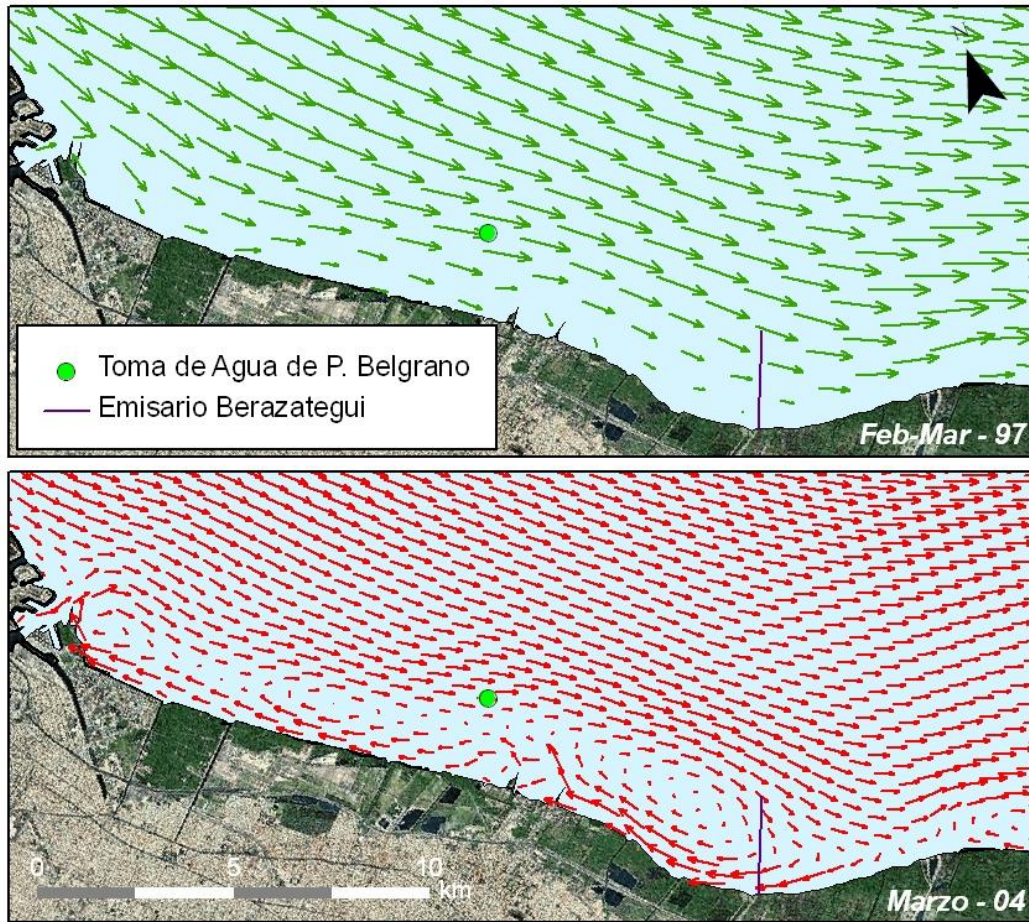 N
Toma de Agua de P. Belgrano
Emisario Berazategui
Feb-Mar - 97
0 5 10
km
Marzo - 04